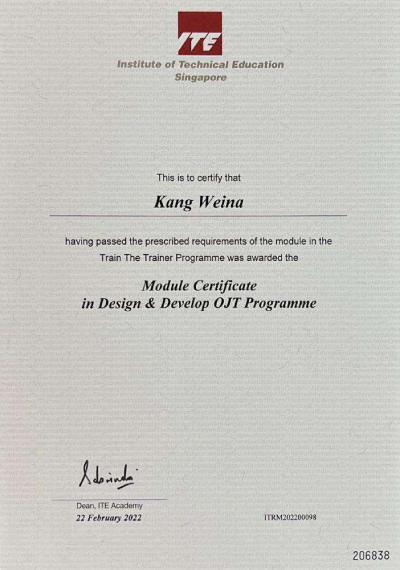 ITE
Institute of Technical Education
Singapore
This is to certify that
Kang Weina
having passed the prescribed requirements of the module in the
Train The Trainer Programme was awarded the
Module Certificate
in Design & Develop OJT Programme
Dean, ITE Academy
22 February 2022
ITRM202200098
206838